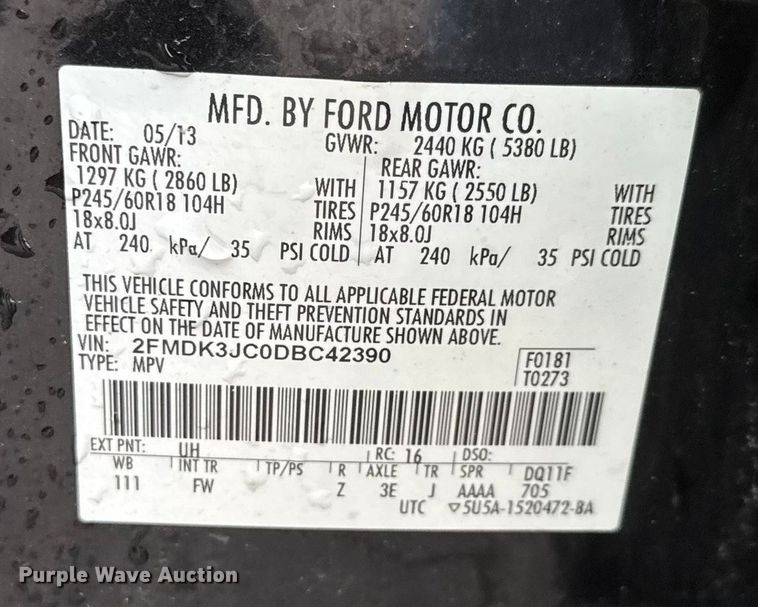 MFD. BY FORD MOTOR CO.
DATE: 05/13 GVWR: 2440 KG ( 5380 LB)
FRONT GAWR: REAR GAWR:
1297 KG ( 2860 LB) WITH 1157 KG ( 2550 LB) WITH
P245/60R18 104H TIRES P245/60R18 104H TIRES
18x8.0J RIMS 18x8.0J RIMS
AT 240 kPa/ 35 PSI COLD AT 240 kPa/ 35 PSI COLD
THIS VEHICLE CONFORMS TO ALL APPLICABLE FEDERAL MOTOR
VEHICLE SAFETY AND THEFT PREVENTION STANDARDS IN
EFFECT ON THE DATE OF MANUFACTURE SHOWN ABOVE.
VIN: 2FMDK3JC0DBC42390
TYPE: MPV
F0181
T0273
EXT PNT: UH RC: 16 DSO:
WB INT TR TP/PS R AXLE TR SPR DQ11F
111 FW Z 3E J AAAA 705
UTC ▽5U5A-1520472-BA
Purple Wave Auction